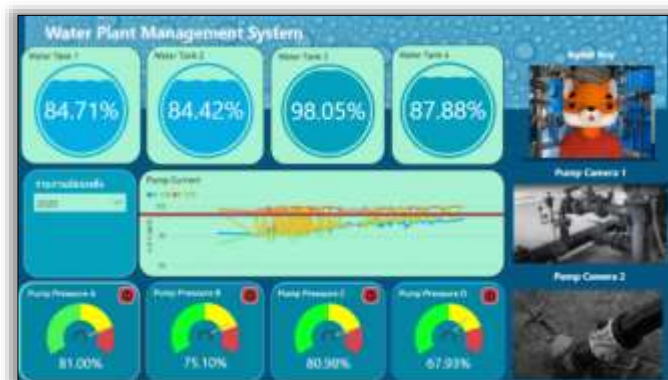 Water Plant Management System
Water Tank 1
Water Tank 2
Water Tank 3
Water Tank 4
84.71%
84.42%
98.05%
87.88%
Pump Camera 1
2020
Pump Current
Pump Camera 2
Pump Pressure A
Pump Pressure B
Pump Pressure C
Pump Pressure D
81.00%
75.10%
80.98%
67.93%